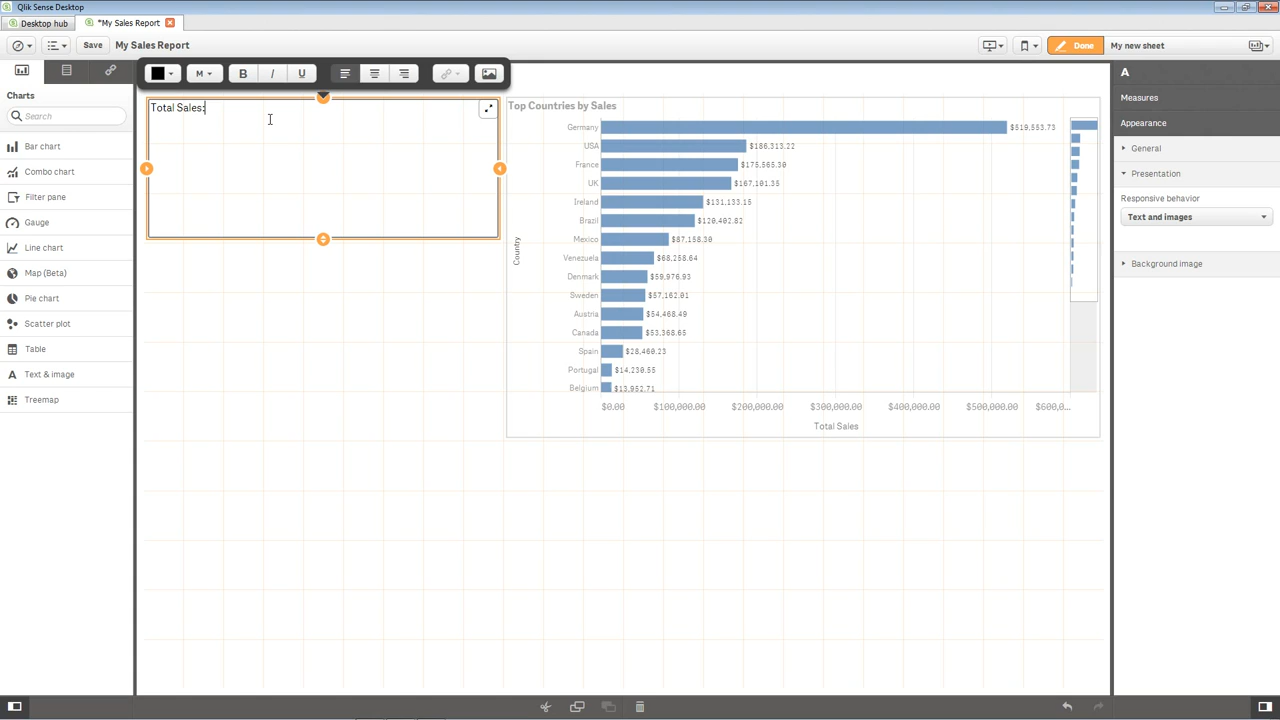 Qlik Sense Desktop
Desktop hub
*My Sales Report
Save
My Sales Report
Done
My new sheet
M
B
I
U
A
Charts
Search
Bar chart
Combo chart
Filter pane
Gauge
Line chart
Map (Beta)
Pie chart
Scatter plot
Table
A Text & image
Treemap
Total Sales:
Top Countries by Sales
Country
Germany $519,553.73
USA $186,313.22
France $175,565.30
UK $167,101.35
Ireland $131,133.15
Brazil $120,402.82
Mexico $87,158.30
Venezuela $68,258.64
Denmark $59,976.93
Sweden $57,162.01
Austria $54,468.49
Canada $53,368.65
Spain $28,460.23
Portugal $14,230.55
Belgium $13,952.71
$0.00 $100,000.00 $200,000.00 $300,000.00 $400,000.00 $500,000.00 $600,0...
Total Sales
Measures
Appearance
General
Presentation
Responsive behavior
Text and images
Background image